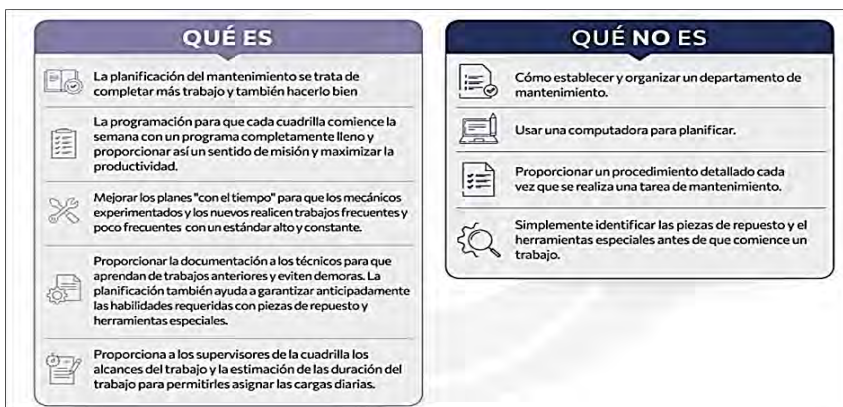 QUÉ ES
La planificación del mantenimiento se trata de
completar más trabajo y también hacerlo bien
La programación para que cada cuadrilla comience la
semana con un programa completamente lleno y
proporcionar así un sentido de misión y maximizar la
productividad.
Mejorar los planes "con el tiempo" para que los mecánicos
experimentados y los nuevos realicen trabajos frecuentes y
poco frecuentes con un estándar alto y constante.
Proporcionar la documentación a los técnicos para que
aprendan de trabajos anteriores y eviten demoras. La
planificación también ayuda a garantizar anticipadamente
las habilidades requeridas con piezas de repuesto y
herramientas especiales.
Proporciona a los supervisores de la cuadrilla los
alcances del trabajo y la estimación de las duración del
trabajo para permitirles asignar las cargas diarias.
QUÉ NO ES
Cómo establecer y organizar un departamento de
mantenimiento.
Usar una computadora para planificar.
Proporcionar un procedimiento detallado cada
vez que se realiza una tarea de mantenimiento.
Simplemente identificar las piezas de repuesto y el
herramientas especiales antes de que comience un
trabajo.